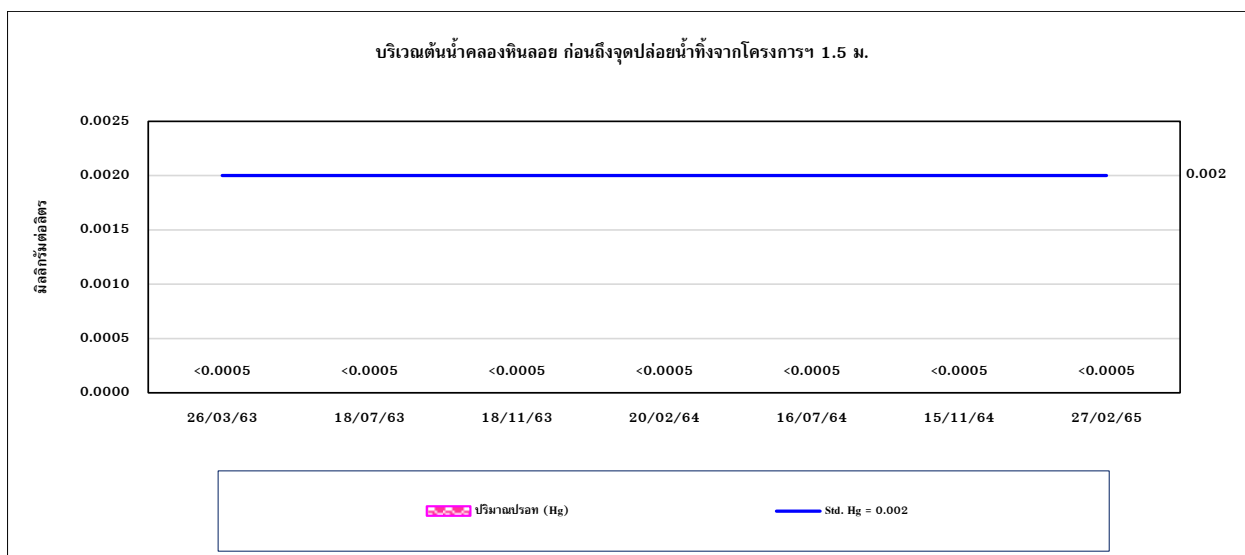 บริเวณต้นน้ำคลองหินลอย ก่อนถึงจุดปล่อยน้ำทิ้งจากโครงการฯ 1.5 ม.
0.0025
0.0020
0.002
0.0015
0.0010
0.0005
0.0000
มิลลิกรัมต่อลิตร
<0.0005 <0.0005 <0.0005 <0.0005 <0.0005 <0.0005 <0.0005
26/03/63 18/07/63 18/11/63 20/02/64 16/07/64 15/11/64 27/02/65
ปริมาณปรอท (Hg) Std. Hg = 0.002